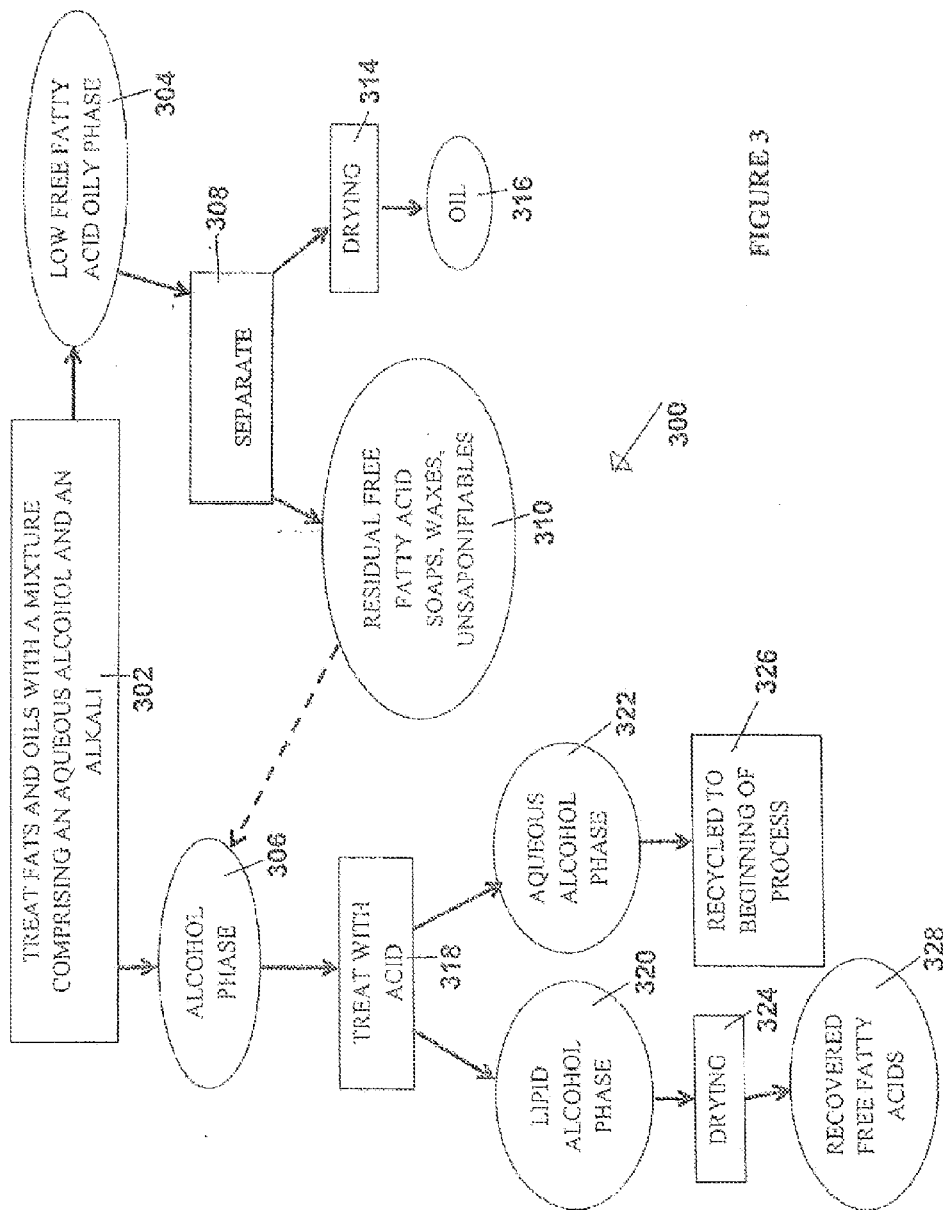 TREAT FATS AND OILS WITH A MIXTURE
COMPRISING AN AQUEOUS ALCOHOL AND AN
ALKALI
302
LOW FREE FATTY
ACID OILY PHASE
304
ALCOHOL
PHASE
306
SEPARATE
308
RESIDUAL FREE
FATTY ACID
SOAPS, WAXES,
UNSAPONIFIABLES
310
DRYING
314
OIL
316
TREAT WITH
ACID
318
LIPID
ALCOHOL
PHASE
320
AQUEOUS
ALCOHOL
PHASE
322
DRYING
324
RECYCLED TO
BEGINNING OF
PROCESS
326
RECOVERED
FREE FATTY
ACIDS
328
300
FIGURE 3